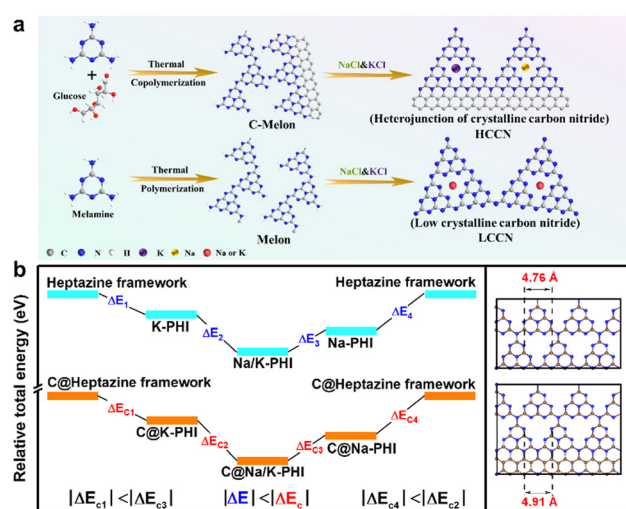 a
Thermal
Copolymerization
NaCl&KCl
Glucose
C-Melon
(Heterojunction of crystalline carbon nitride)
HCCN
Thermal
Polymerization
NaCl&KCl
Melamine
Melon
(Low crystalline carbon nitride)
LCCN
C N H K Na Na or K
b
Relative total energy (eV)
Heptazine framework
Heptazine framework
ΔE1
K-PHI
ΔE2
Na/K-PHI
ΔE3
Na-PHI
ΔE4
C@Heptazine framework
C@Heptazine framework
ΔEc1
C@K-PHI
ΔEc2
C@Na/K-PHI
ΔEc3
C@Na-PHI
ΔEc4
|ΔEc1|<|ΔEc3| |ΔE|<|ΔEc| |ΔEc4|<|ΔEc2|
4.76 Å
4.91 Å